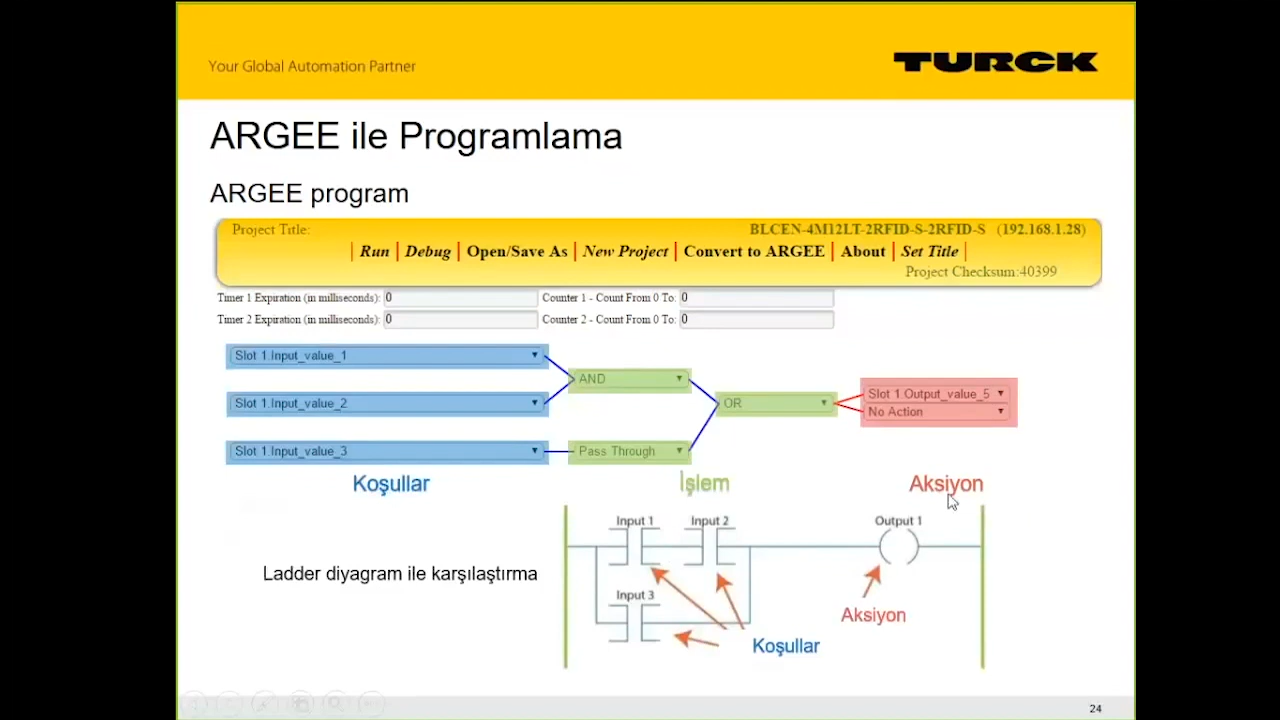 Your Global Automation Partner
TURCK
ARGEE ile Programlama
ARGEE program
Project Title:
BLCEN-4M12LT-2RFID-S-2RFID-S (192.168.1.28)
| Run | Debug | Open/Save As | New Project | Convert to ARGEE | About | Set Title |
Project Checksum:40399
Timer 1 Expiration (in milliseconds): 0 Counter 1 - Count From 0 To: 0
Timer 2 Expiration (in milliseconds): 0 Counter 2 - Count From 0 To: 0
Slot 1.Input_value_1
AND
Slot 1.Input_value_2
OR
Slot 1.Output_value_5
No Action
Slot 1.Input_value_3
Pass Through
Koşullar
İşlem
Aksiyon
Input 1
Input 2
Output 1
Ladder diyagram ile karşılaştırma
Input 3
Aksiyon
Koşullar
24